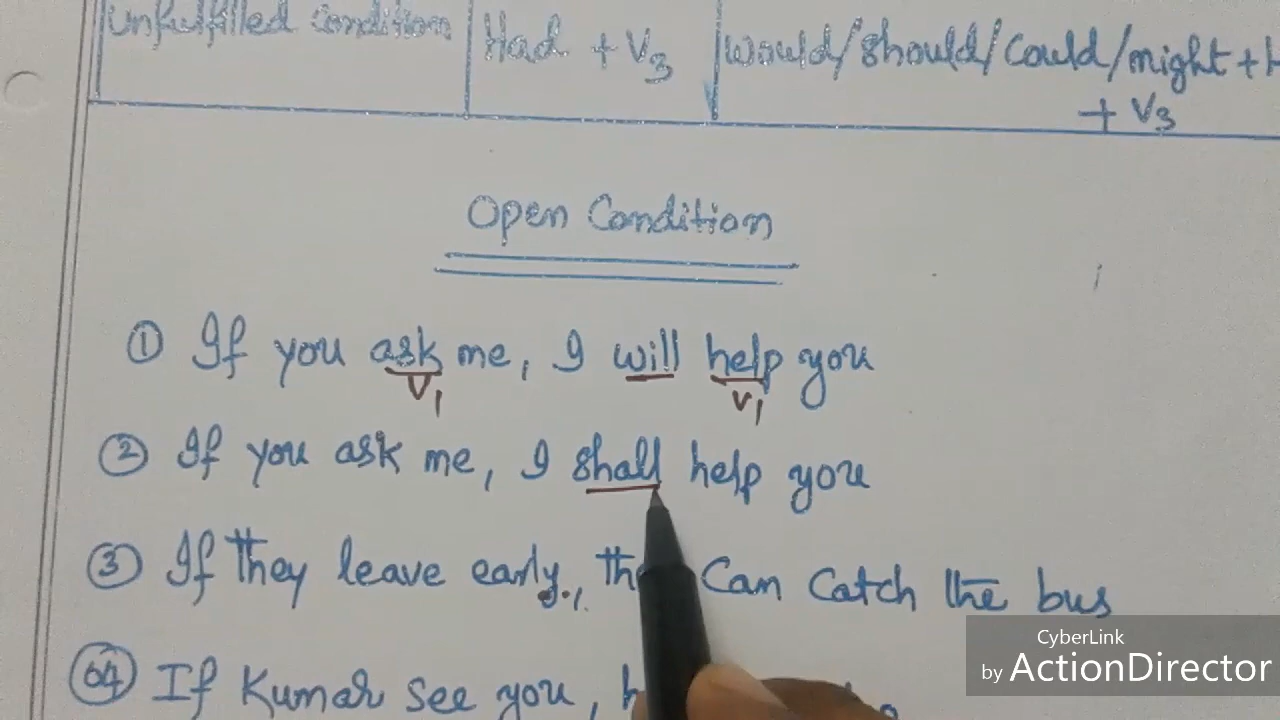 Unfulfilled Condition Had + V3 Would/should/Could/might +
+ V3
Open Condition
① If you ask me, I will help you
V1 V1
② If you ask me, I shall help you
③ If they leave early, Can Catch the bus
04 If Kumar see you,
CyberLink
by ActionDirector